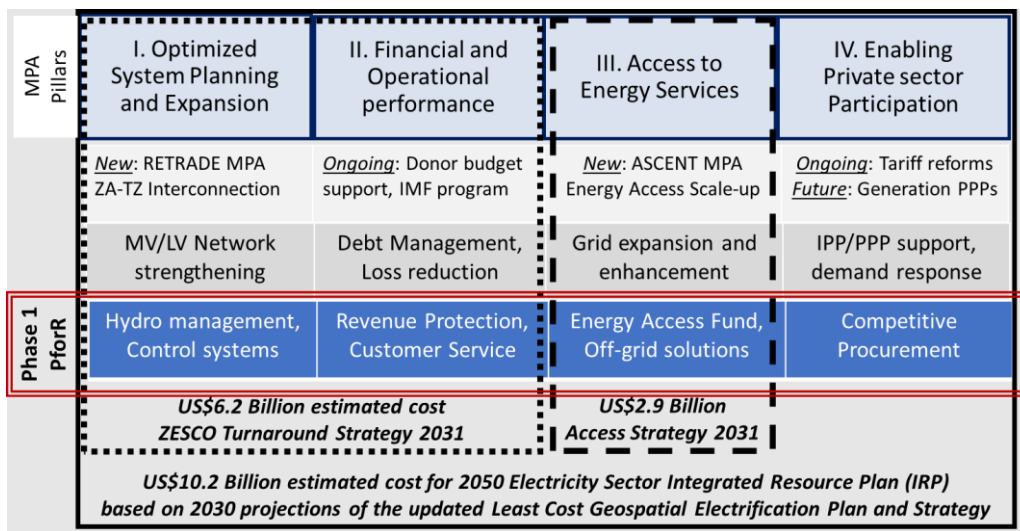 MPA
Pillars
I. Optimized
System Planning
and Expansion
II. Financial and
Operational
performance
III. Access to
Energy Services
IV. Enabling
Private sector
Participation
New: RETRADE MPA
ZA-TZ Interconnection
Ongoing: Donor budget
support, IMF program
New: ASCENT MPA
Energy Access Scale-up
Ongoing: Tariff reforms
Future: Generation PPPs
MV/LV Network
strengthening
Debt Management,
Loss reduction
Grid expansion and
enhancement
IPP/PPP support,
demand response
Phase 1
PforR
Hydro management,
Control systems
Revenue Protection,
Customer Service
Energy Access Fund,
Off-grid solutions
Competitive
Procurement
US$6.2 Billion estimated cost
ZESCO Turnaround Strategy 2031
US$2.9 Billion
Access Strategy 2031
US$10.2 Billion estimated cost for 2050 Electricity Sector Integrated Resource Plan (IRP)
based on 2030 projections of the updated Least Cost Geospatial Electrification Plan and Strategy